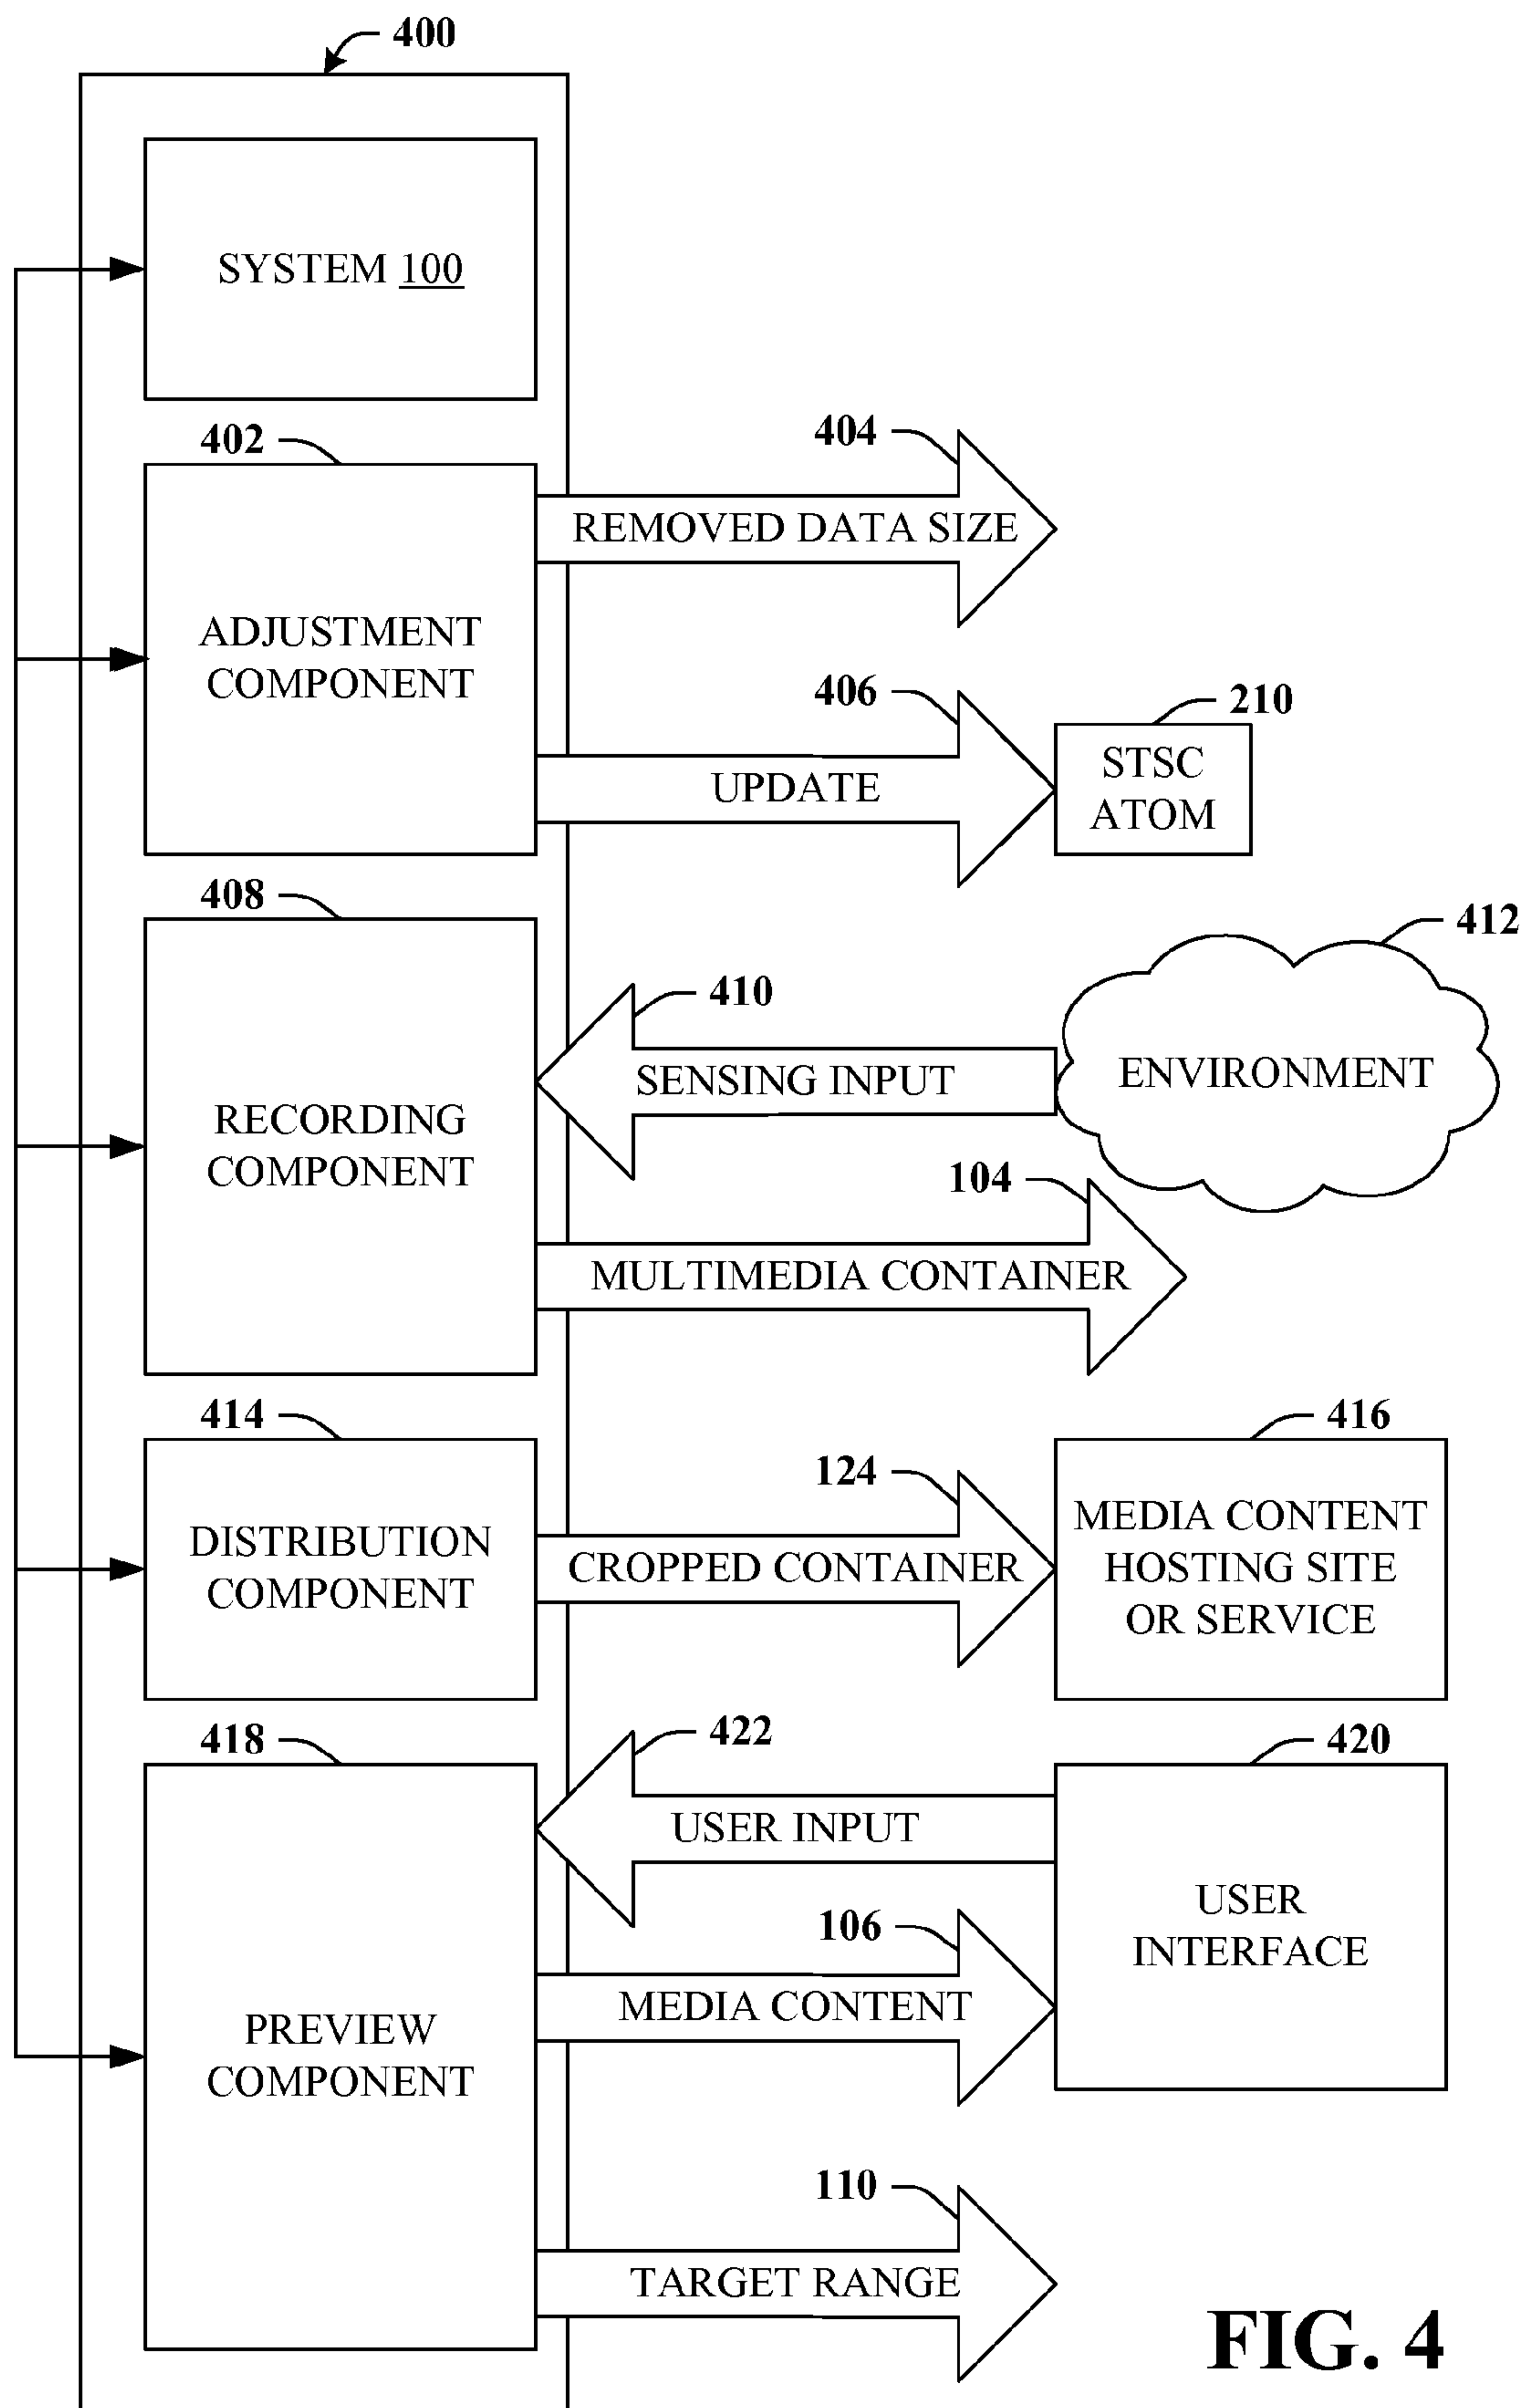 400
SYSTEM 100
402
404
REMOVED DATA SIZE
ADJUSTMENT
COMPONENT
406
210
UPDATE
STSC
ATOM
408
412
410
SENSING INPUT
ENVIRONMENT
RECORDING
COMPONENT
104
MULTIMEDIA CONTAINER
414
416
124
DISTRIBUTION
COMPONENT
CROPPED CONTAINER
MEDIA CONTENT
HOSTING SITE
OR SERVICE
418
422
420
USER INPUT
USER
INTERFACE
106
MEDIA CONTENT
PREVIEW
COMPONENT
110
TARGET RANGE
FIG. 4